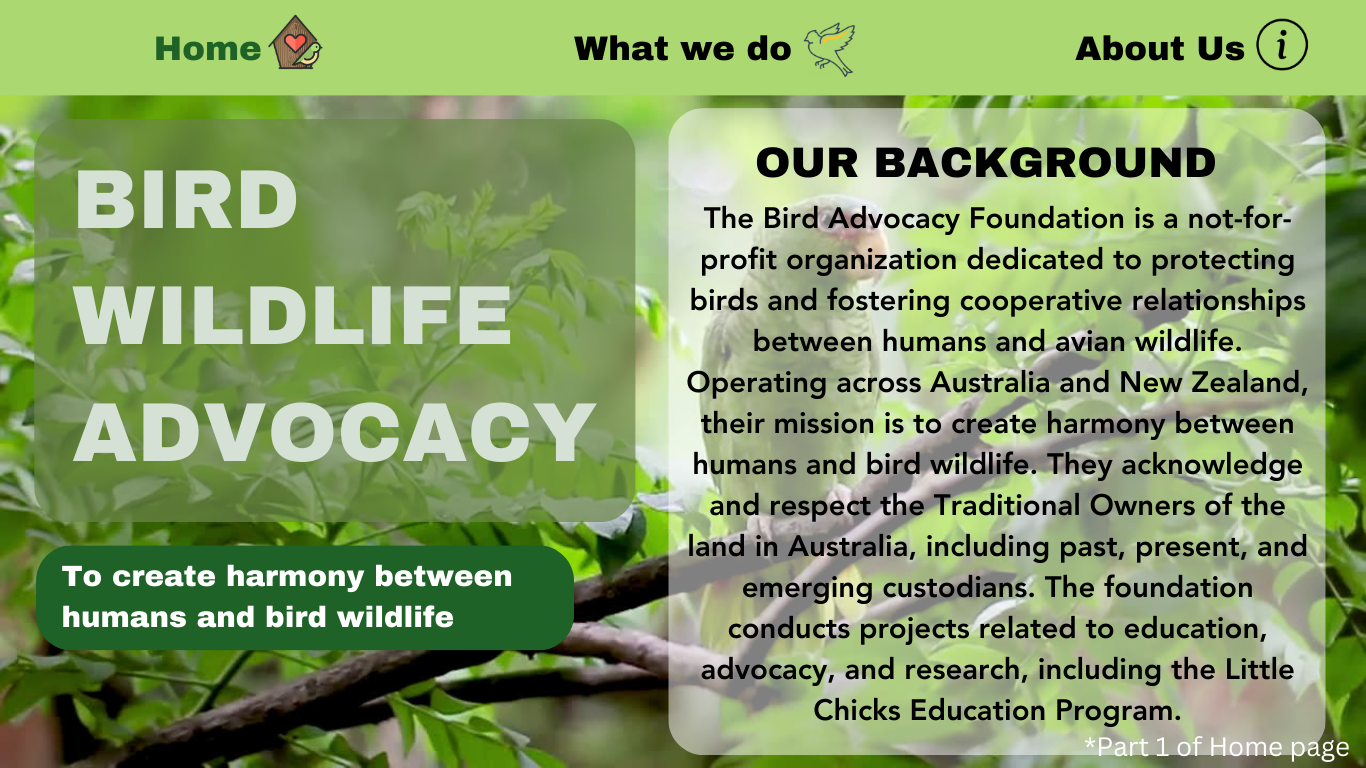 Home
What we do
About Us
BIRD
WILDLIFE
ADVOCACY
To create harmony between
humans and bird wildlife
OUR BACKGROUND
The Bird Advocacy Foundation is a not-for-
profit organization dedicated to protecting
birds and fostering cooperative relationships
between humans and avian wildlife.
Operating across Australia and New Zealand,
their mission is to create harmony between
humans and bird wildlife. They acknowledge
and respect the Traditional Owners of the
land in Australia, including past, present, and
emerging custodians. The foundation
conducts projects related to education,
advocacy, and research, including the Little
Chicks Education Program.
*Part 1 of Home page